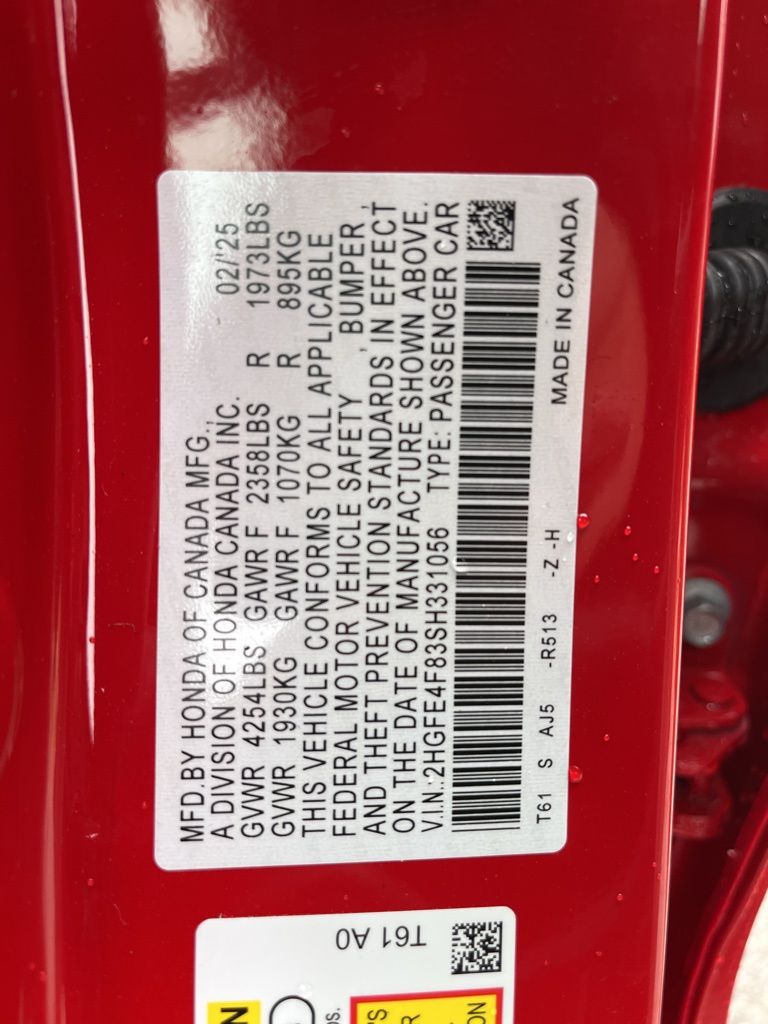 MFD.BY HONDA OF CANADA MFG.,
A DIVISION OF HONDA CANADA INC. 02/'25
GVWR 4254LBS GAWR F 2358LBS R 1973LBS
GVWR 1930KG GAWR F 1070KG R 895KG
THIS VEHICLE CONFORMS TO ALL APPLICABLE
FEDERAL MOTOR VEHICLE SAFETY , BUMPER ,
AND THEFT PREVENTION STANDARDS IN EFFECT
ON THE DATE OF MANUFACTURE SHOWN ABOVE.
V.I.N.:2HGFE4F83SH331056 TYPE: PASSENGER CAR
T61 S AJ5 -R513 -Z -H
MADE IN CANADA
T61 A0